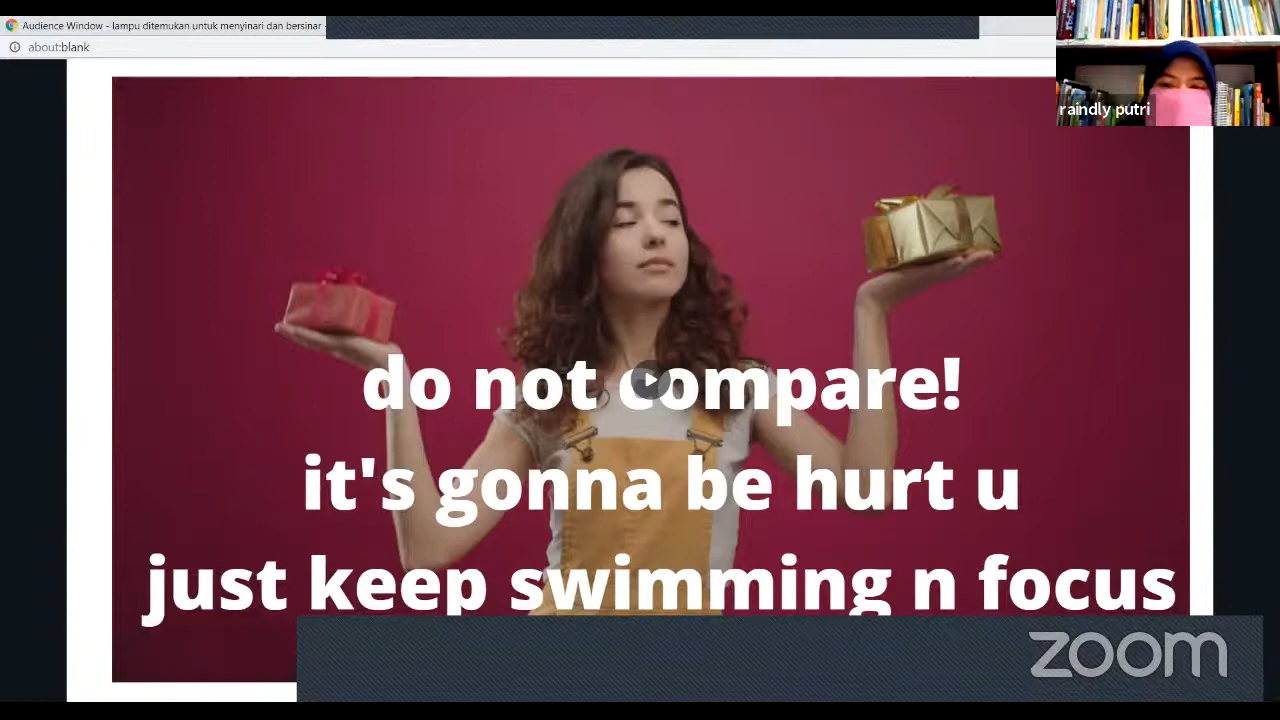 Audience Window - lampu ditemukan untuk menyinari dan bersinar -
about:blank
raindly putri
do not compare!
it's gonna be hurt u
just keep swimming n focus
zoom